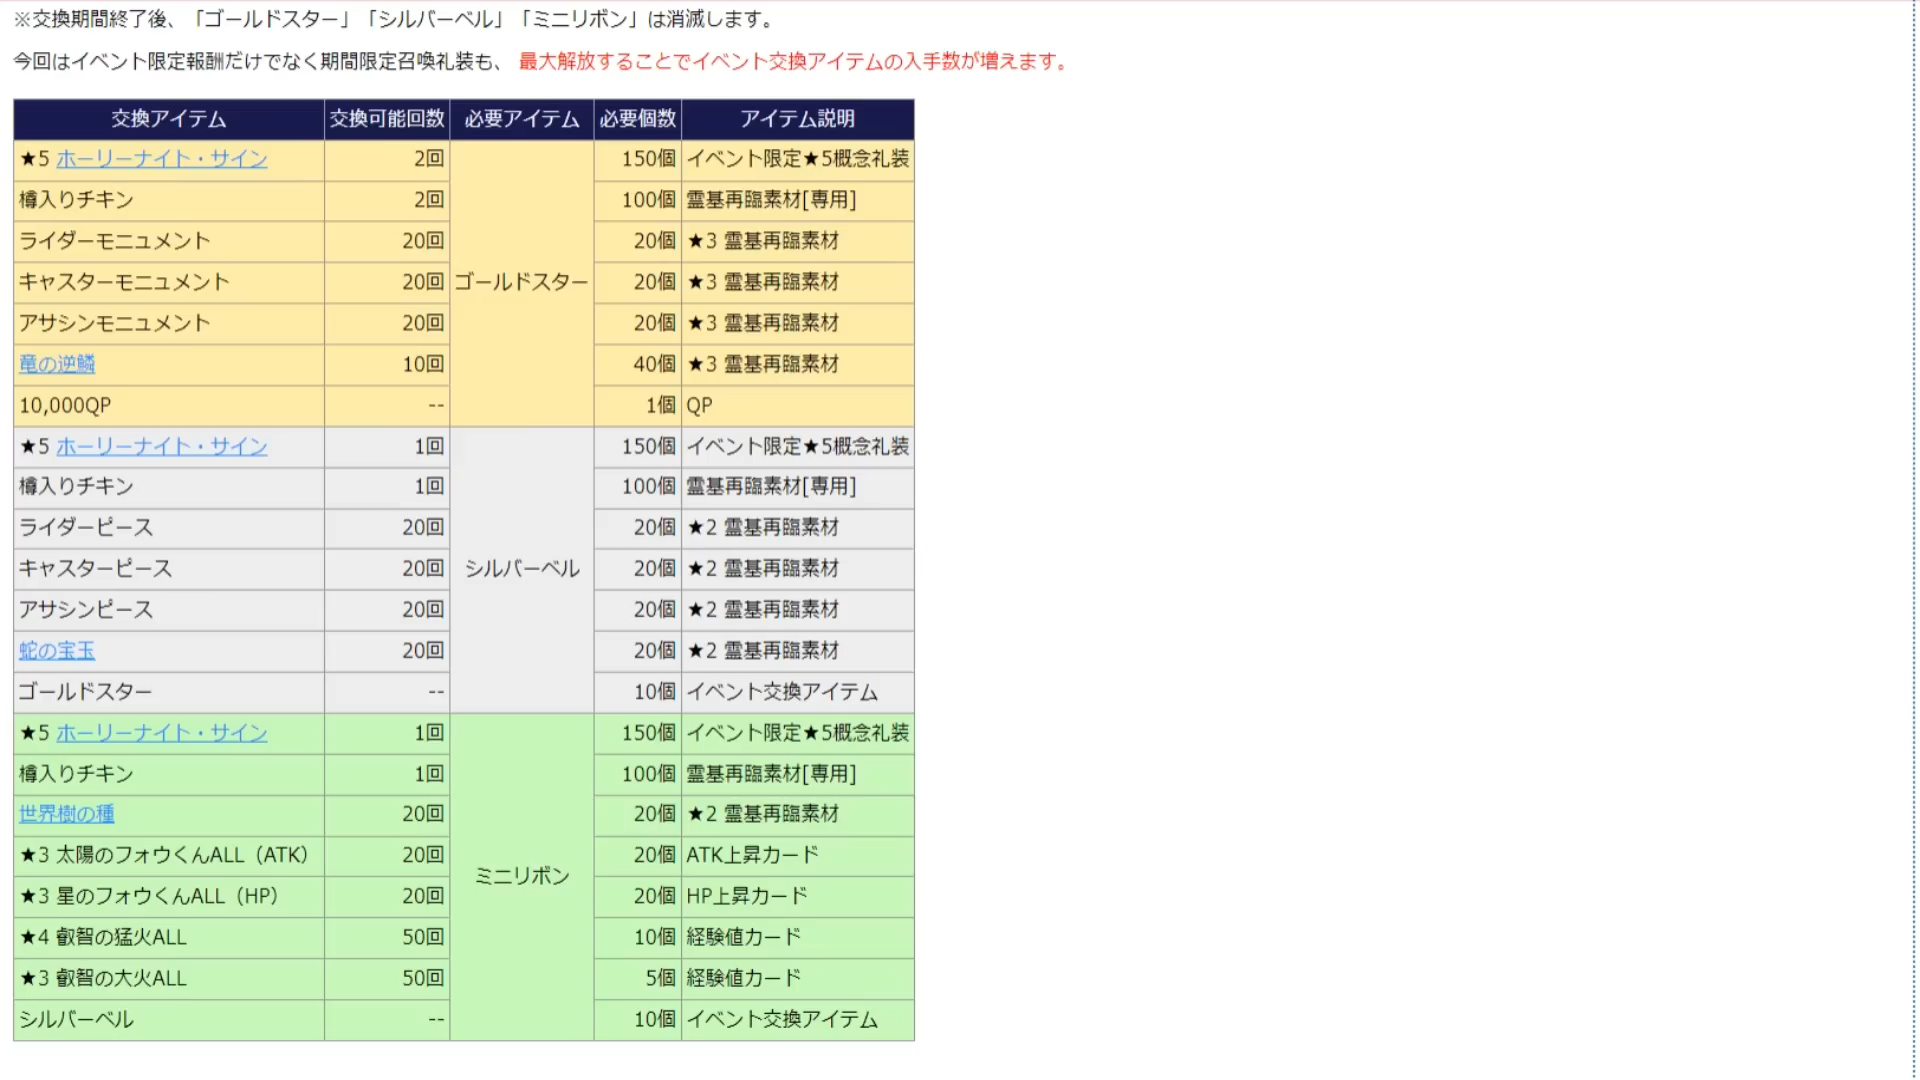 ※交換期間終了後、「ゴールドスター」「シルバーベル」「ミニリボン」は消滅します。
今回はイベント限定報酬だけでなく期間限定召喚礼装も、 最大解放することでイベント交換アイテムの入手数が増えます。
交換アイテム 交換可能回数 必要アイテム 必要個数 アイテム説明
★5 ホーリーナイト・サイン 2回 ゴールドスター 150個 イベント限定★5概念礼装
樽入りチキン 2回 100個 霊基再臨素材[専用]
ライダーモニュメント 20回 20個 ★3 霊基再臨素材
キャスターモニュメント 20回 20個 ★3 霊基再臨素材
アサシンモニュメント 20回 20個 ★3 霊基再臨素材
竜の逆鱗 10回 40個 ★3 霊基再臨素材
10,000QP -- 1個 QP
★5 ホーリーナイト・サイン 1回 シルバーベル 150個 イベント限定★5概念礼装
樽入りチキン 1回 100個 霊基再臨素材[専用]
ライダーピース 20回 20個 ★2 霊基再臨素材
キャスターピース 20回 20個 ★2 霊基再臨素材
アサシンピース 20回 20個 ★2 霊基再臨素材
蛇の宝玉 20回 20個 ★2 霊基再臨素材
ゴールドスター -- 10個 イベント交換アイテム
★5 ホーリーナイト・サイン 1回 ミニリボン 150個 イベント限定★5概念礼装
樽入りチキン 1回 100個 霊基再臨素材[専用]
世界樹の種 20回 20個 ★2 霊基再臨素材
★3 太陽のフォウくんALL（ATK） 20回 20個 ATK上昇カード
★3 星のフォウくんALL（HP） 20回 20個 HP上昇カード
★4 叡智の猛火ALL 50回 10個 経験値カード
★3 叡智の大火ALL 50回 5個 経験値カード
シルバーベル -- 10個 イベント交換アイテム